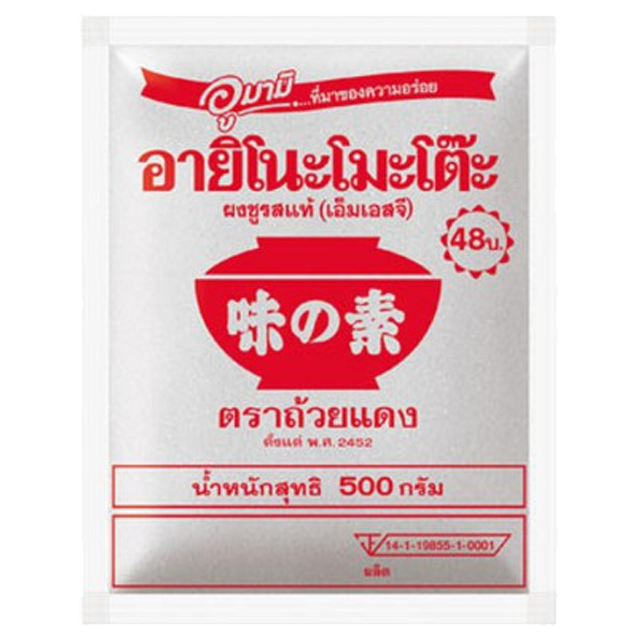 อูมามิ
....ที่มาของความอร่อย
อายิโนะโมะโต๊ะ
ผงชูรสแท้ (เอ็มเอสจี)
48บ.
味の素
ตราถ้วยแดง
ตั้งแต่ พ.ศ. 2452
น้ำหนักสุทธิ 500 กรัม
14-1-19855-1-0001
ผลิต